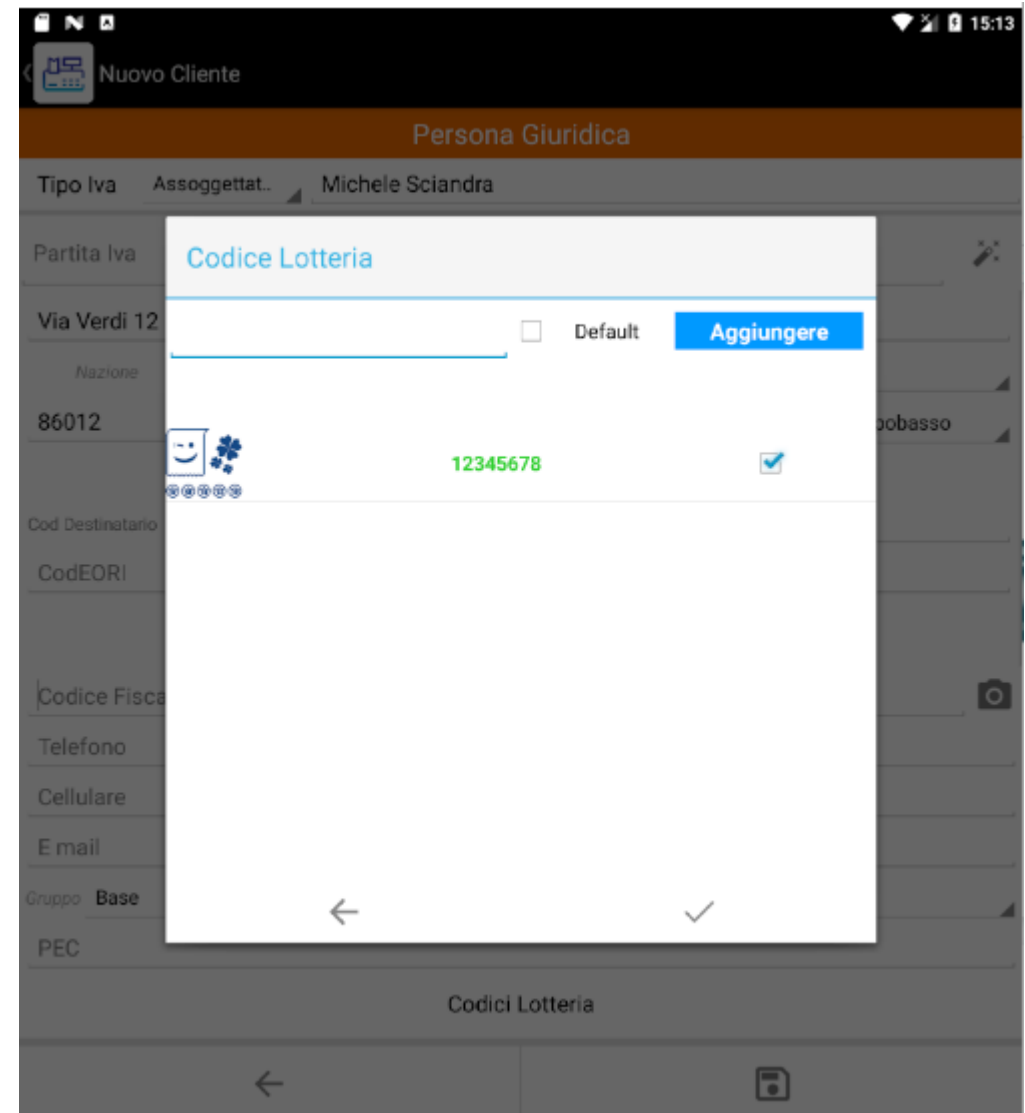 15:13
Nuovo Cliente
Persona Giuridica
Tipo Iva Assoggettat.. Michele Sciandra
Partita Iva
Codice Lotteria
Via Verdi 12
Default Aggiungere
Nazione
86012 pobasso
12345678
Cod Destinatario
CodEORI
Codice Fisca
Telefono
Cellulare
E mail
Gruppo Base
PEC
Codici Lotteria